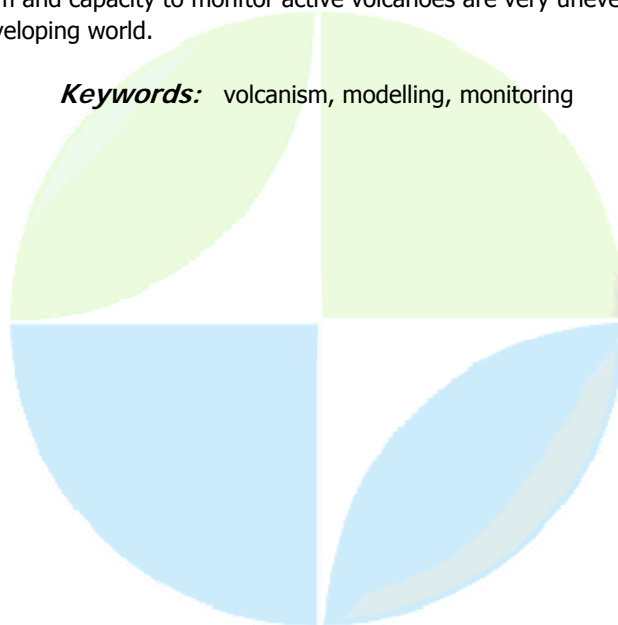 m and capacity to monitor active volcanoes are very uneve
veloping world.
Keywords: volcanism, modelling, monitoring